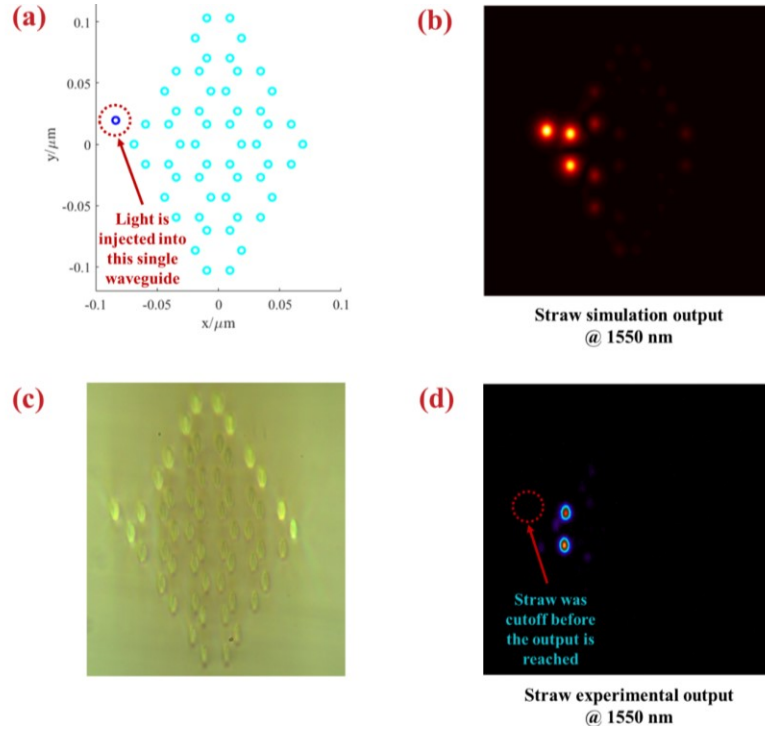 (a)
0.1
0.05
0
-0.05
-0.1
y/μm
-0.1
-0.05
0
0.05
0.1
x/μm
Light is
injected into
this single
waveguide
(b)
Straw simulation output
@ 1550 nm
(c)
(d)
Straw was
cutoff before
the output is
reached
Straw experimental output
@ 1550 nm